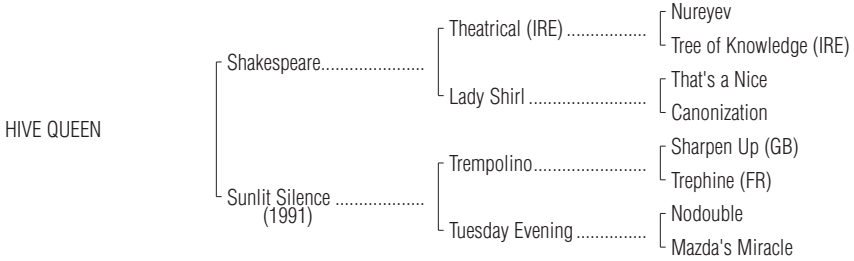 Nureyev
Theatrical (IRE) .................
Tree of Knowledge (IRE)
Shakespeare......................
That's a Nice
Lady Shirl .........................
Canonization
HIVE QUEEN
Sharpen Up (GB)
Trempolino........................
Trephine (FR)
Sunlit Silence ...................
(1991)
Nodouble
Tuesday Evening ...............
Mazda's Miracle